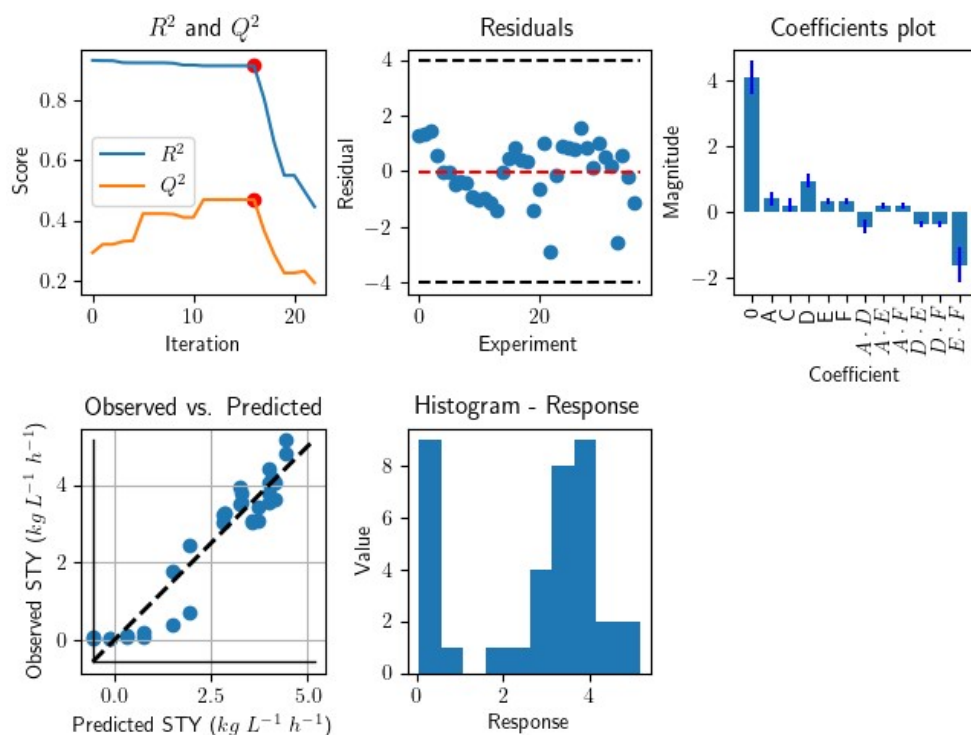 R² and Q²
Score
0.8
0.6
0.4
0.2
R²
Q²
0
10
20
Iteration
Residuals
Residual
4
2
0
−2
−4
0
20
Experiment
Coefficients plot
Magnitude
4
2
0
−2
0
A
C
D
E
F
A · D
A · E
A · F
D · E
D · F
E · F
Coefficient
Observed vs. Predicted
Observed STY (kg L⁻¹ h⁻¹)
4
2
0
0.0
2.5
5.0
Predicted STY (kg L⁻¹ h⁻¹)
Histogram - Response
Value
8
6
4
2
0
0
2
4
Response